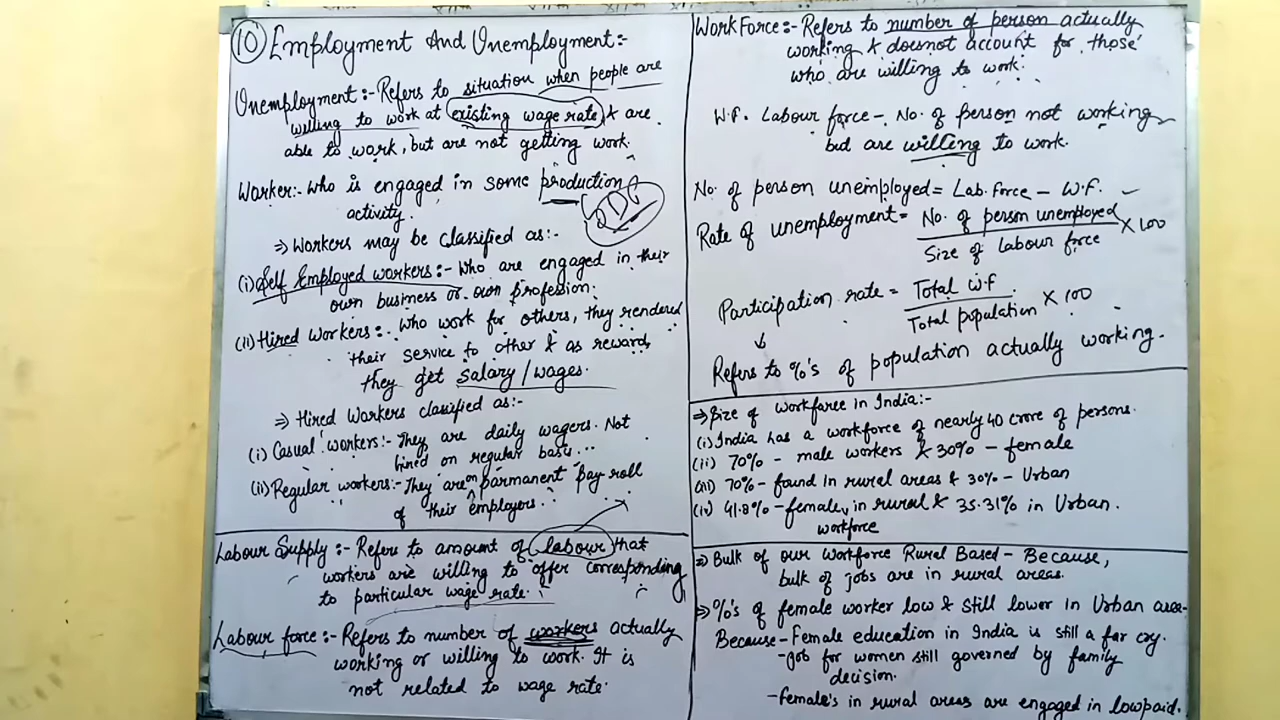 10 Employment And Unemployment:-
Unemployment:- Refers to situation when people are
willing to work at existing wage rate & are
able to work, but are not getting work.
Worker:- Who is engaged in some production
activity.
⇒ Workers may be classified as:-
(i) Self Employed workers:- Who are engaged in their
own business or own profession.
(ii) Hired Workers:- Who work for others, they rendered
their service to other & as reward,
they get salary/wages.
⇒ Hired Workers classified as:-
(i) Casual workers:- They are daily wagers. Not
hired on regular basis...
(ii) Regular workers:- They are on parmanent pay roll
of their employers..
Labour Supply:- Refers to amount of labour that
workers are willing to offer corresponding
to particular wage rate.
Labour force:- Refers to number of workers actually
working or willing to work. It is
not related to wage rate.
Work Force:- Refers to number of person actually
working & doesnot account for those
who are willing to work.
W.F. Labour force - No. of person not working
but are willing to work.
No. of person unemployed = Lab. Force - W.F.
Rate of unemployment = No. of person unemployed
Size of labour force × 100
Participation rate = Total W.F
Total population × 100
Refers to %'s of population actually working.
⇒ Size of workforce in India:-
(i) India has a workforce of nearly 40 crore of persons.
(ii) 70% - male workers & 30% - female
(iii) 70% - found in rural areas & 30% - Urban
(iv) 41.8% - female workforce in rural & 35.31% in Urban.
⇒ Bulk of our workforce Rural Based - Because,
bulk of jobs are in rural areas.
⇒ %'s of female worker low & still lower in Urban area-
Because - Female education in India is still a far cry.
- Job for women still governed by family
decision.
- female's in rural areas are engaged in low paid.